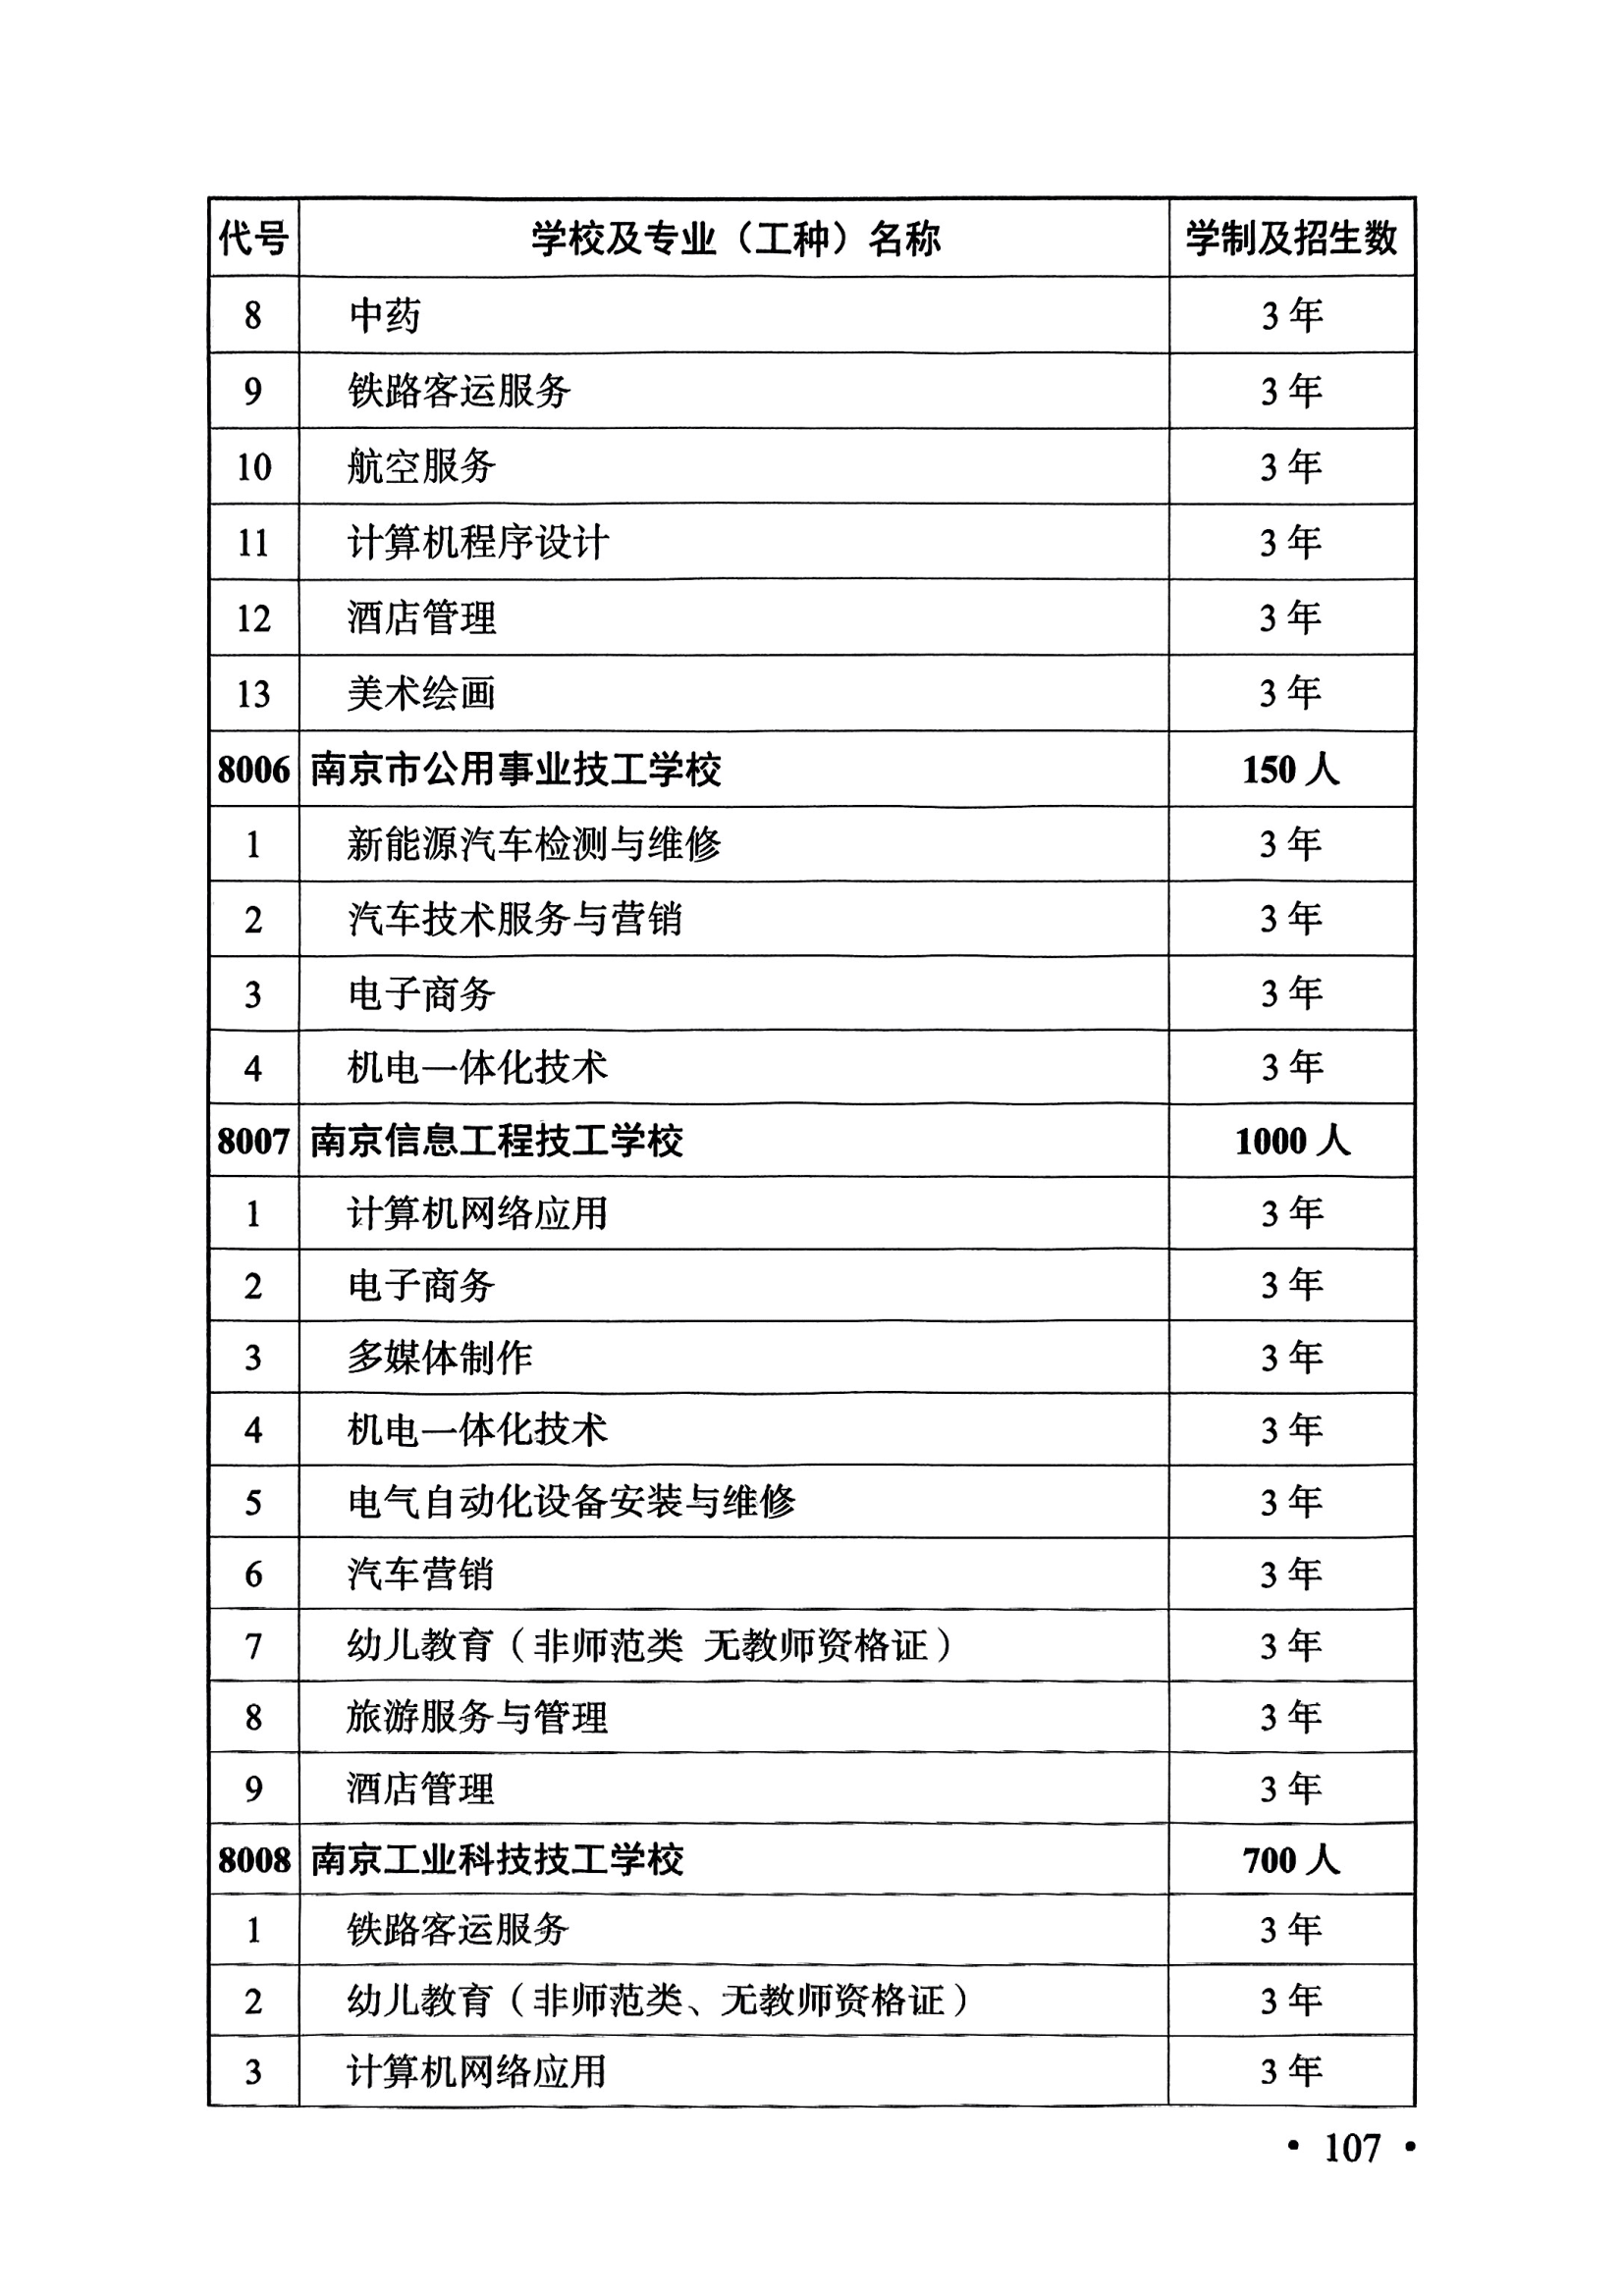 代号 学校及专业（工种）名称 学制及招生数
8 中药 3 年
9 铁路客运服务 3 年
10 航空服务 3 年
11 计算机程序设计 3 年
12 酒店管理 3 年
13 美术绘画 3 年
8006 南京市公用事业技工学校 150 人
1 新能源汽车检测与维修 3 年
2 汽车技术服务与营销 3 年
3 电子商务 3 年
4 机电一体化技术 3 年
8007 南京信息工程技工学校 1000 人
1 计算机网络应用 3 年
2 电子商务 3 年
3 多媒体制作 3 年
4 机电一体化技术 3 年
5 电气自动化设备安装与维修 3 年
6 汽车营销 3 年
7 幼儿教育（非师范类 无教师资格证） 3 年
8 旅游服务与管理 3 年
9 酒店管理 3 年
8008 南京工业科技技工学校 700 人
1 铁路客运服务 3 年
2 幼儿教育（非师范类、无教师资格证） 3 年
3 计算机网络应用 3 年
• 107 •